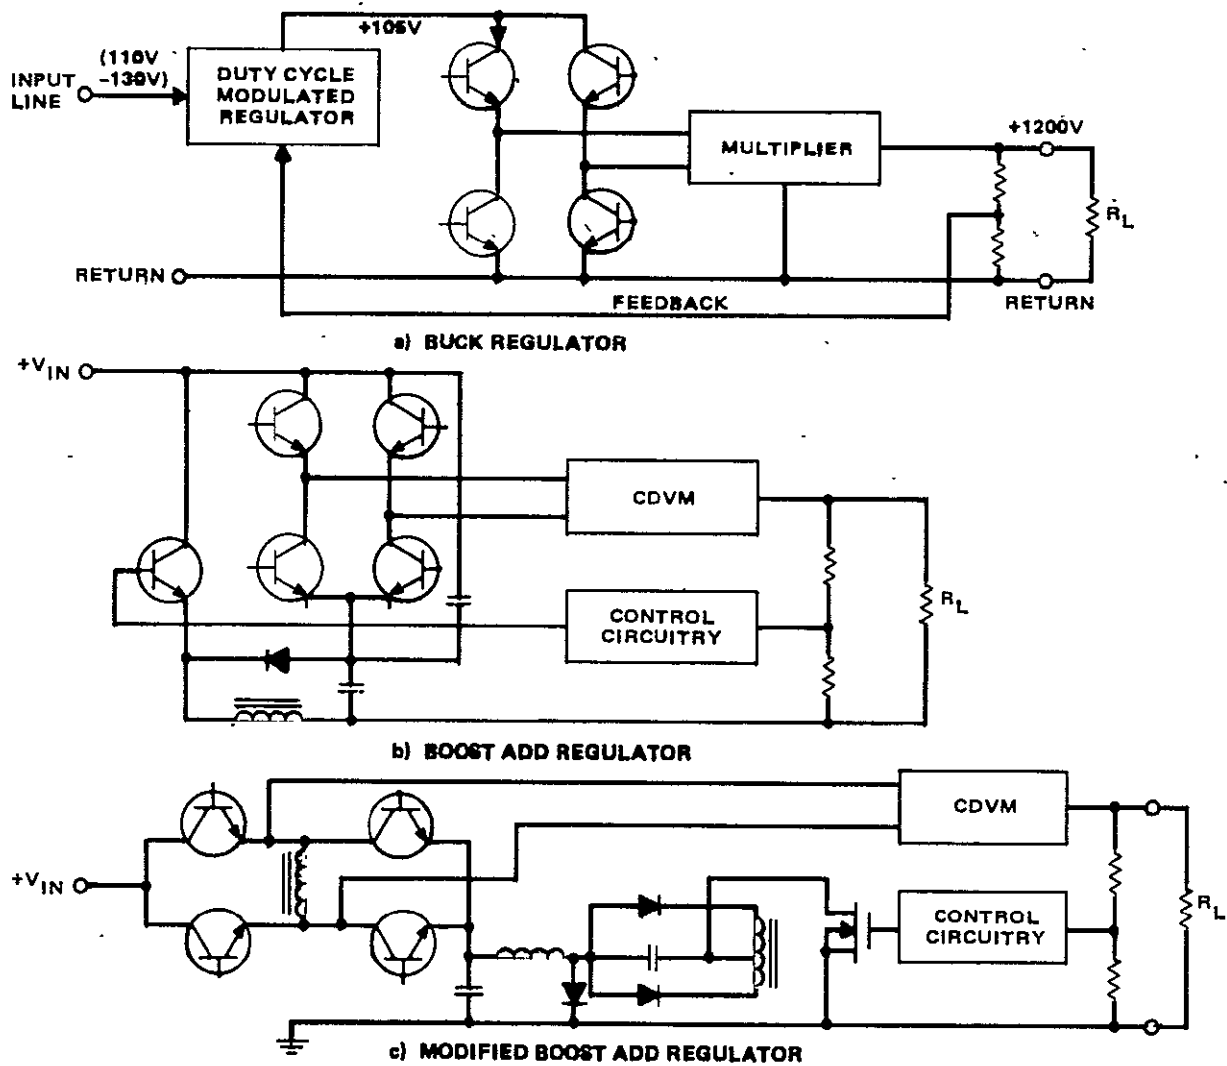 +105V
(110V
-130V)
INPUT
LINE
DUTY CYCLE
MODULATED
REGULATOR
MULTIPLIER
+1200V
RL
RETURN
FEEDBACK
RETURN
a) BUCK REGULATOR
+VIN
CDVM
CONTROL
CIRCUITRY
RL
b) BOOST ADD REGULATOR
+VIN
CDVM
CONTROL
CIRCUITRY
RL
c) MODIFIED BOOST ADD REGULATOR